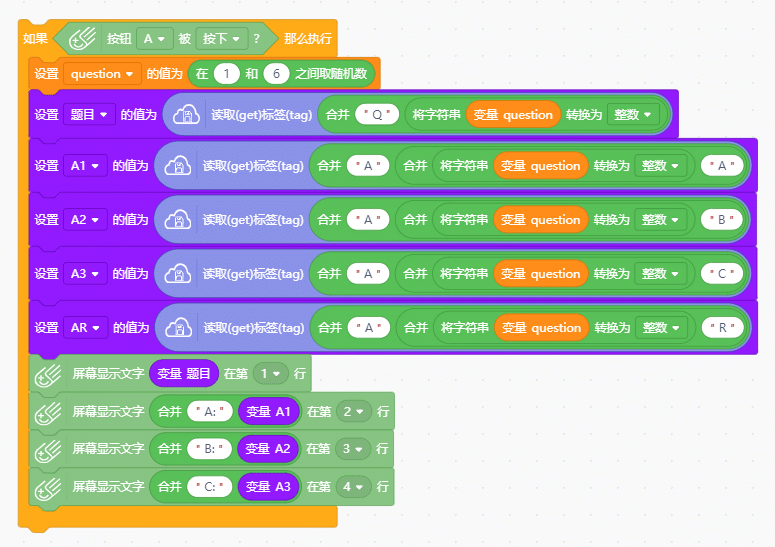 如果 按钮 A 被 按下 ? 那么执行
设置 question 的值为 在 1 和 6 之间取随机数
设置 题目 的值为 读取(get)标签(tag) 合并 " Q " 将字符串 变量 question 转换为 整数
设置 A1 的值为 读取(get)标签(tag) 合并 " A " 合并 将字符串 变量 question 转换为 整数 " A "
设置 A2 的值为 读取(get)标签(tag) 合并 " A " 合并 将字符串 变量 question 转换为 整数 " B "
设置 A3 的值为 读取(get)标签(tag) 合并 " A " 合并 将字符串 变量 question 转换为 整数 " C "
设置 AR 的值为 读取(get)标签(tag) 合并 " A " 合并 将字符串 变量 question 转换为 整数 " R "
屏幕显示文字 变量 题目 在第 1 行
屏幕显示文字 合并 " A: " 变量 A1 在第 2 行
屏幕显示文字 合并 " B: " 变量 A2 在第 3 行
屏幕显示文字 合并 " C: " 变量 A3 在第 4 行